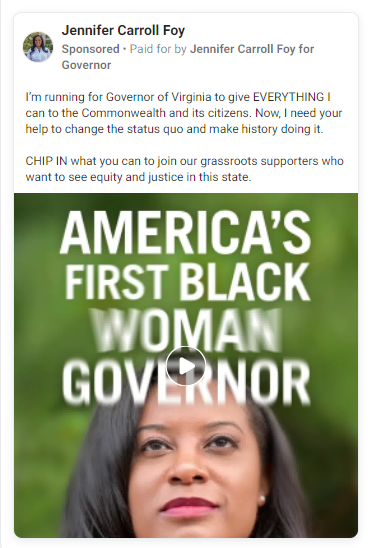 Jennifer Carroll Foy
Sponsored • Paid for by Jennifer Carroll Foy for
Governor
I'm running for Governor of Virginia to give EVERYTHING I
can to the Commonwealth and its citizens. Now, I need your
help to change the status quo and make history doing it.
CHIP IN what you can to join our grassroots supporters who
want to see equity and justice in this state.
AMERICA'S
FIRST BLACK
WOMAN
GOVERNOR